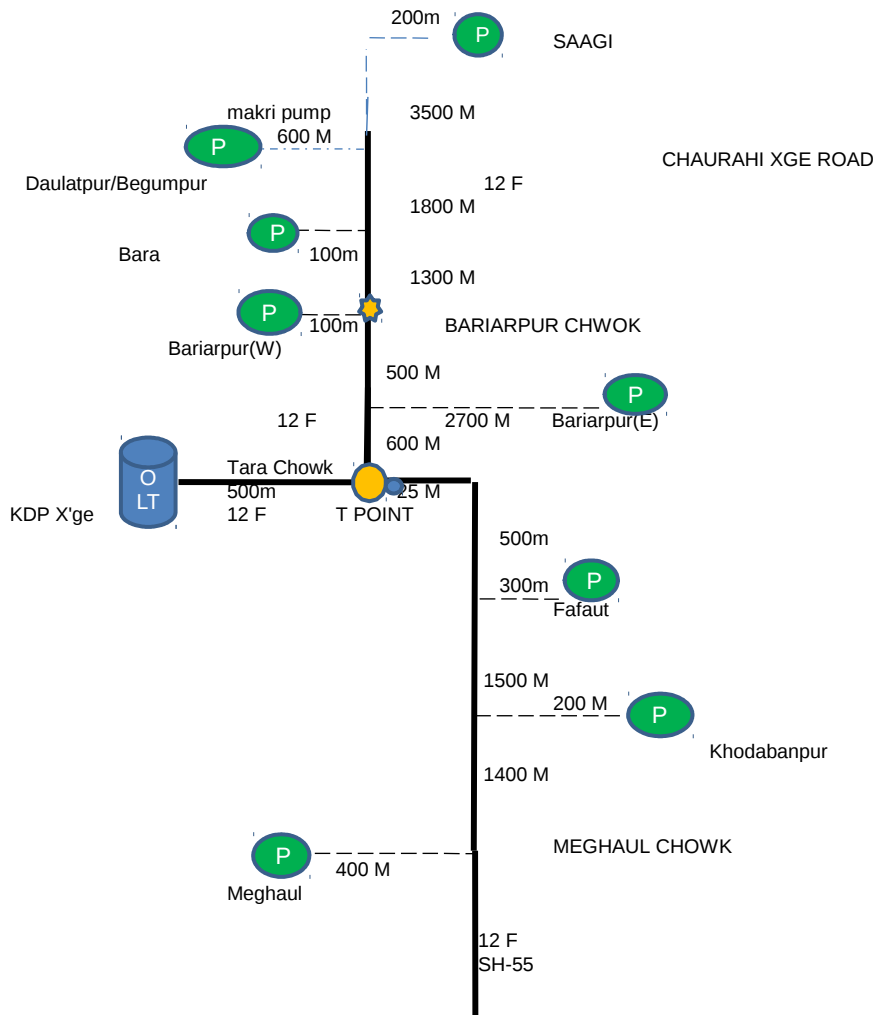 200m
P
SAAGI
makri pump
3500 M
600 M
P
CHAURAHI XGE ROAD
Daulatpur/Begumpur
12 F
1800 M
P
Bara
100m
1300 M
P
100m
BARIARPUR CHWOK
Bariarpur(W)
500 M
P
12 F
2700 M
Bariarpur(E)
600 M
Tara Chowk
O
LT
500m
25 M
KDP X'ge
12 F
T POINT
500m
300m
P
Fafaut
1500 M
200 M
P
Khodabanpur
1400 M
MEGHAUL CHOWK
P
400 M
Meghaul
12 F
SH-55